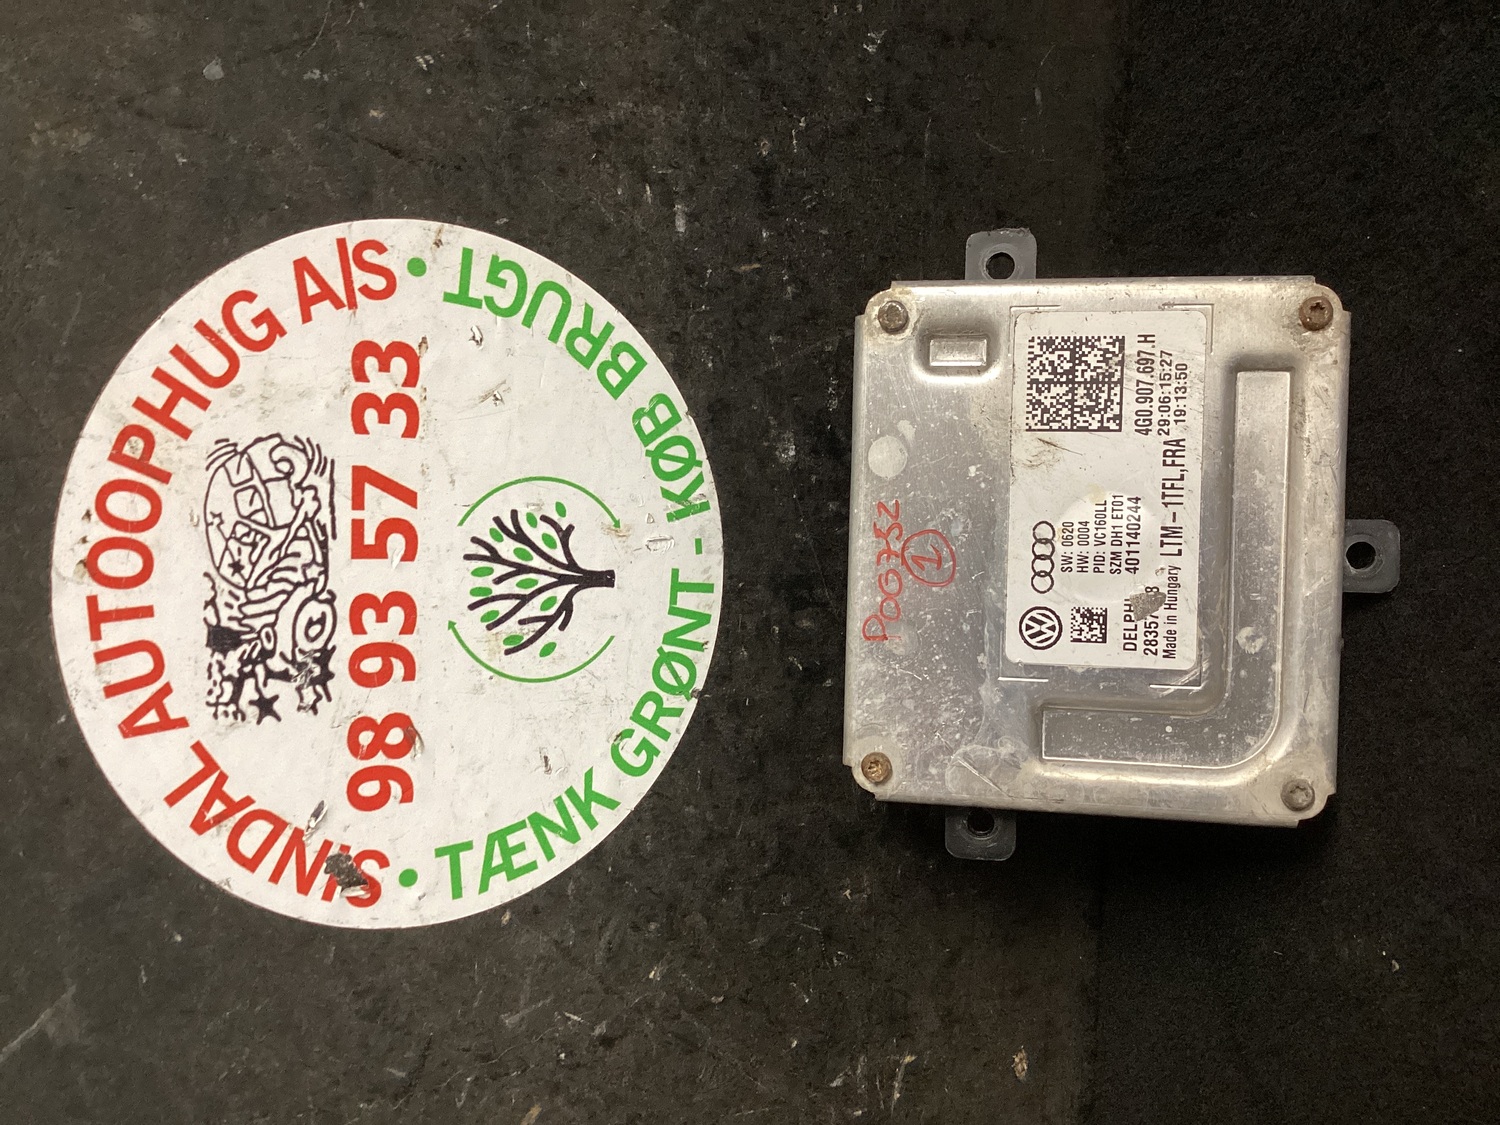 SINDAL AUTOOPHUG A/S
98 93 57 33
TÆNK GRØNT - KØB BRUGT
P00752
1
4G0.907.697.H
29:06:15:27
19:13:50
SW: 0620
HW: 0004
PID: VC160LL
SZM DH1 ET01
401140244
LTM-1TFL,FRA
Made in Hungary